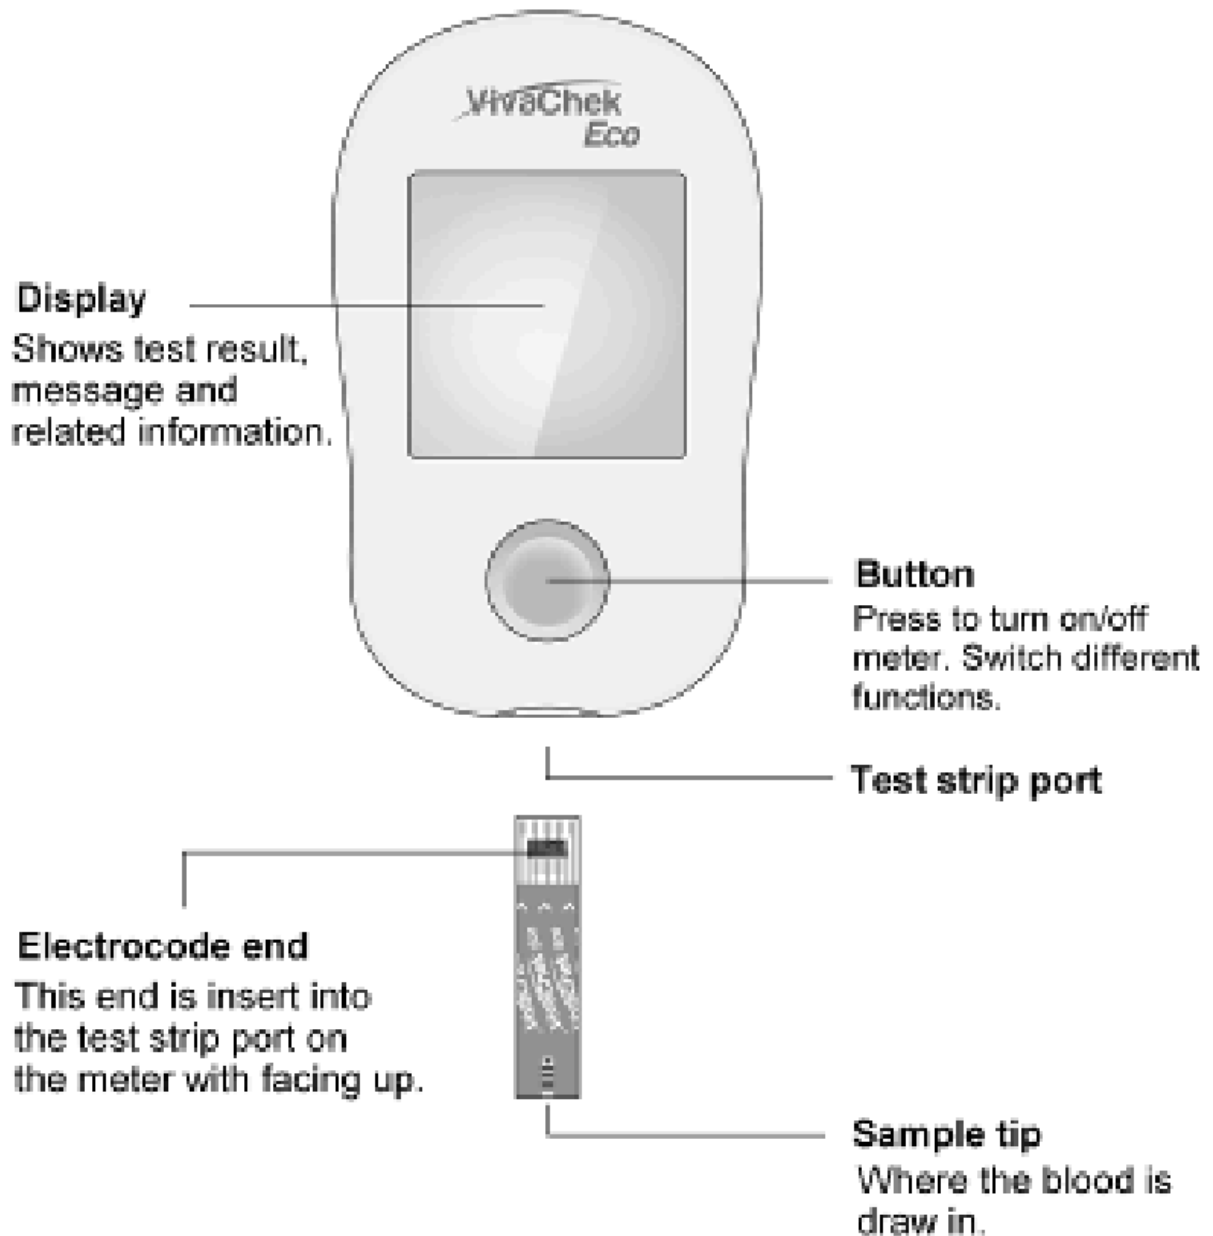 VivaChek
Eco
Display
Shows test result,
message and
related information.
Button
Press to turn on/off
meter. Switch different
functions.
Test strip port
Electrocode end
This end is insert into
the test strip port on
the meter with facing up.
Sample tip
Where the blood is
draw in.